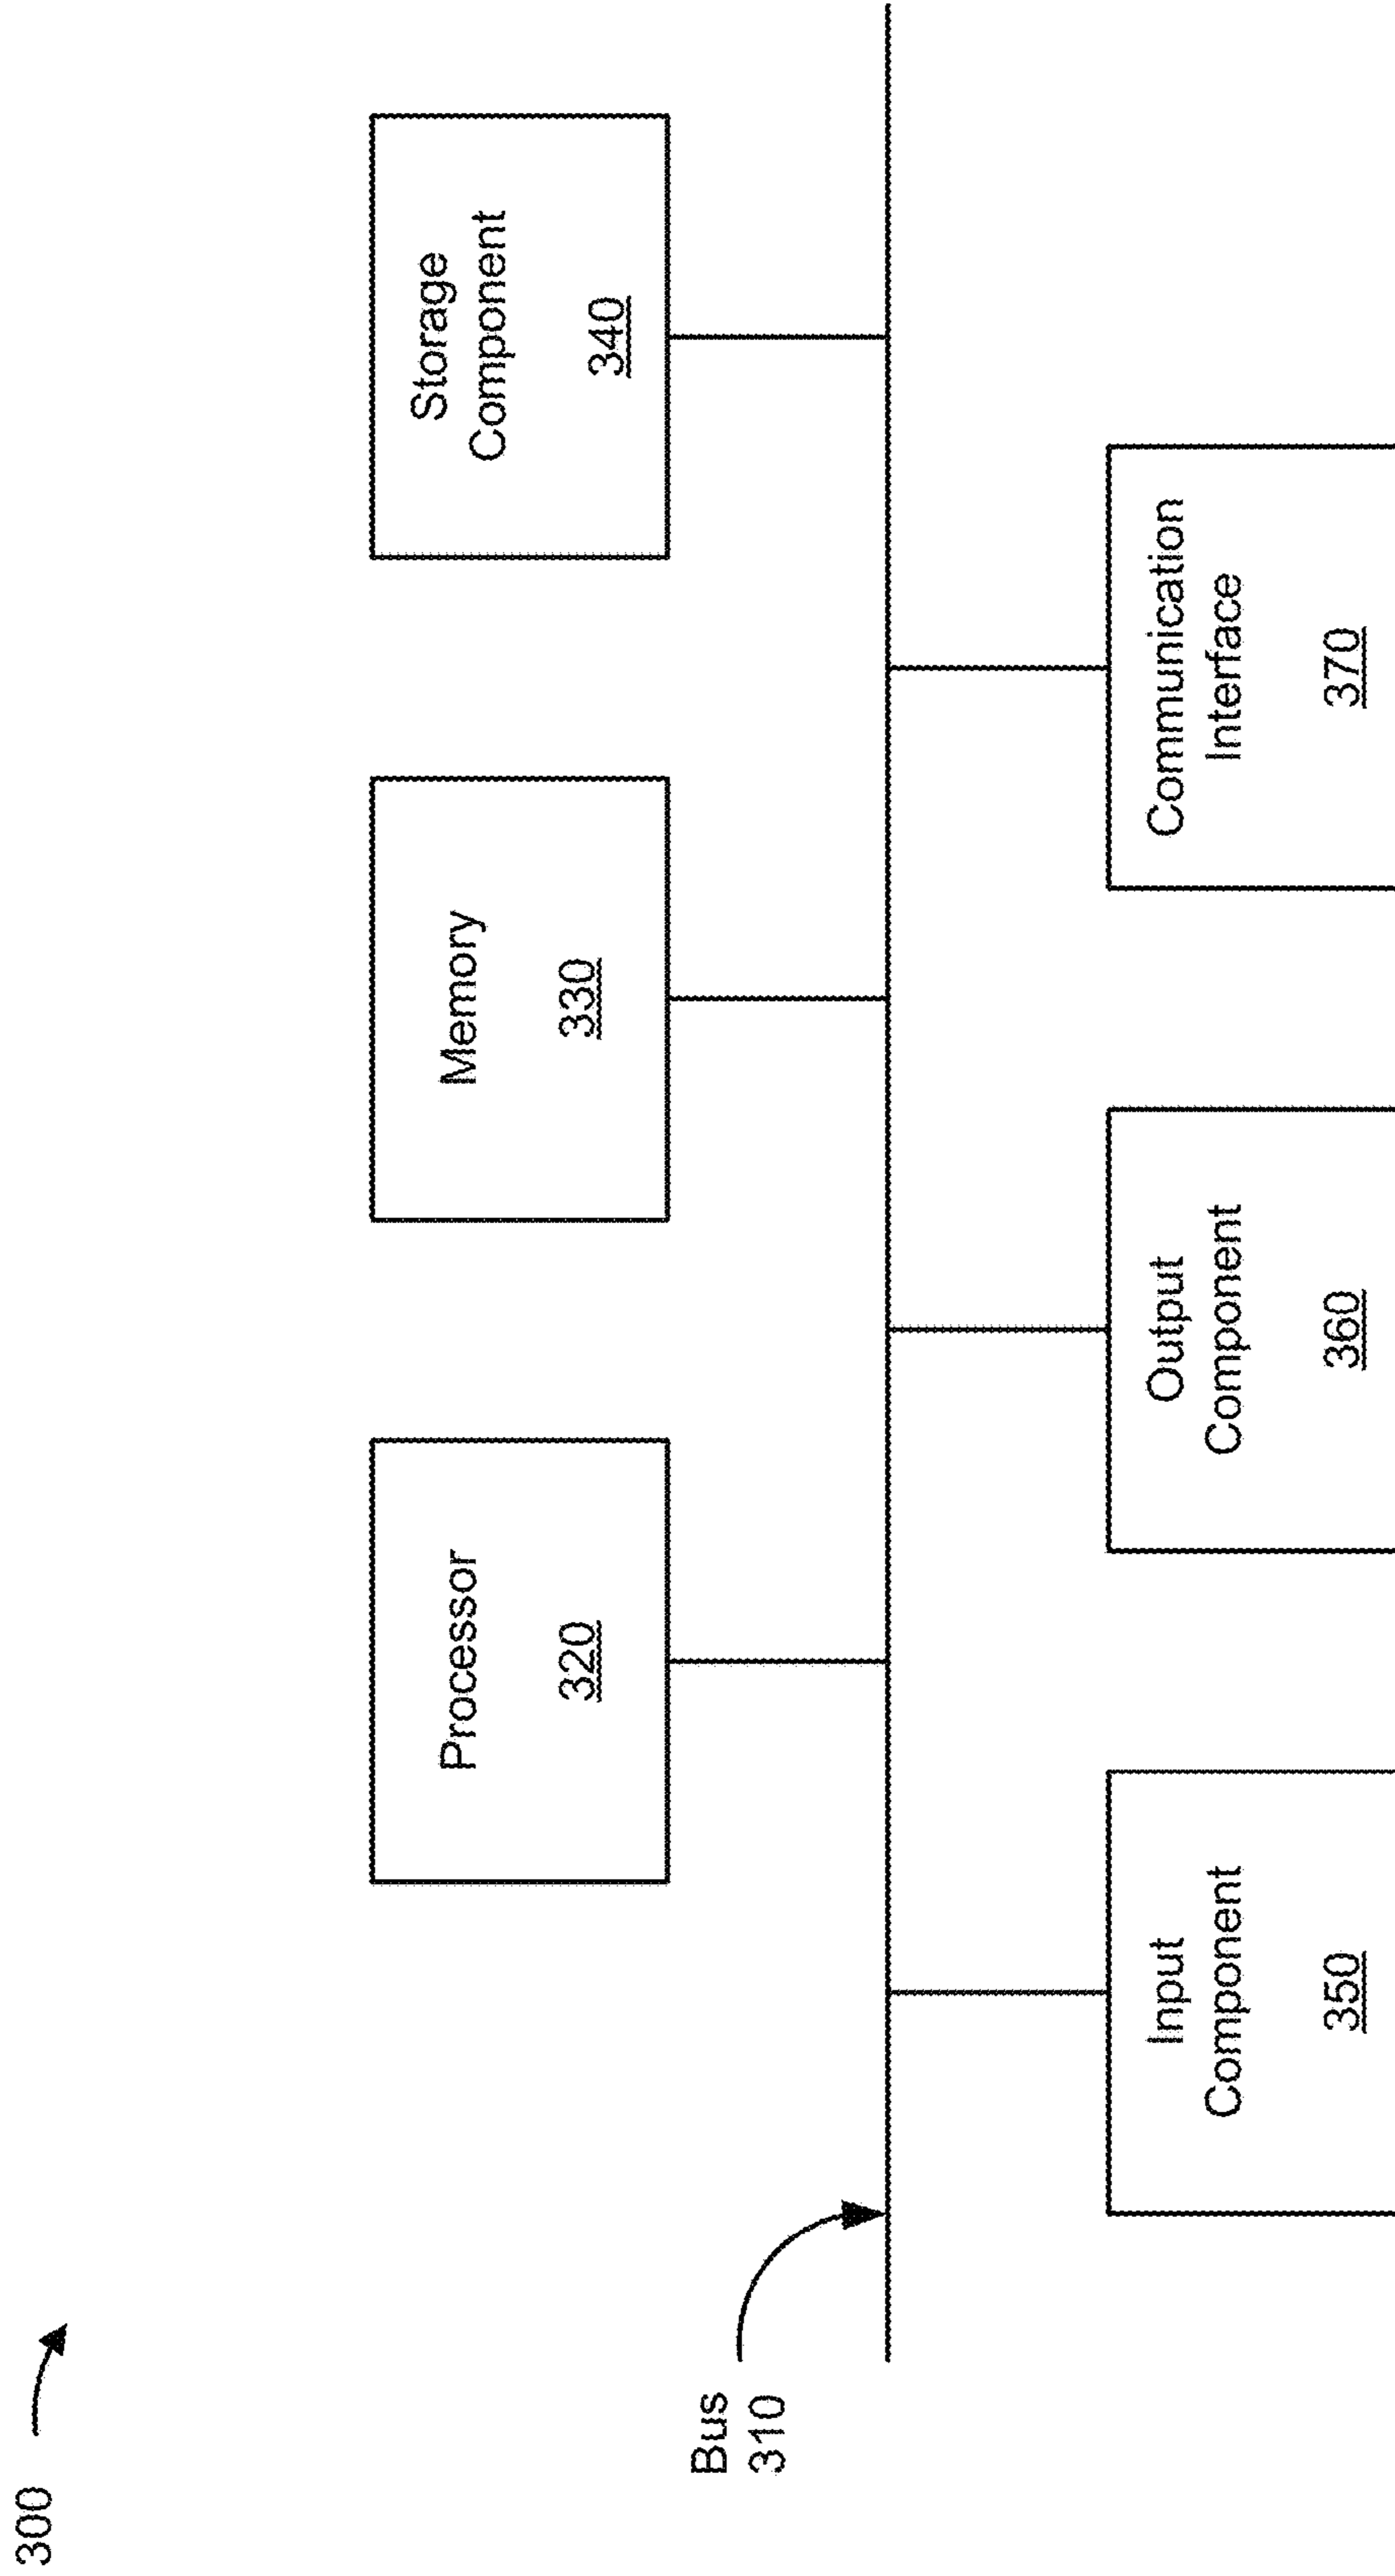 300
Processor
320
Memory
330
Storage
Component
340
Bus
310
Input
Component
350
Output
Component
360
Communication
Interface
370